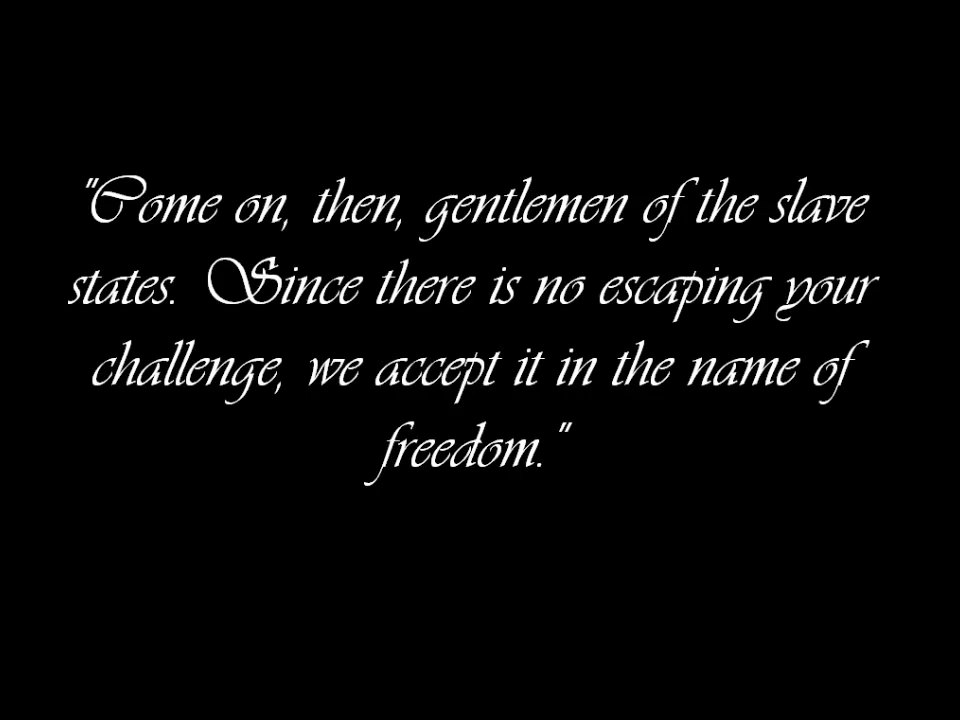 "Come on, then, gentlemen of the slave
states. Since there is no escaping your
challenge, we accept it in the name of
freedom."